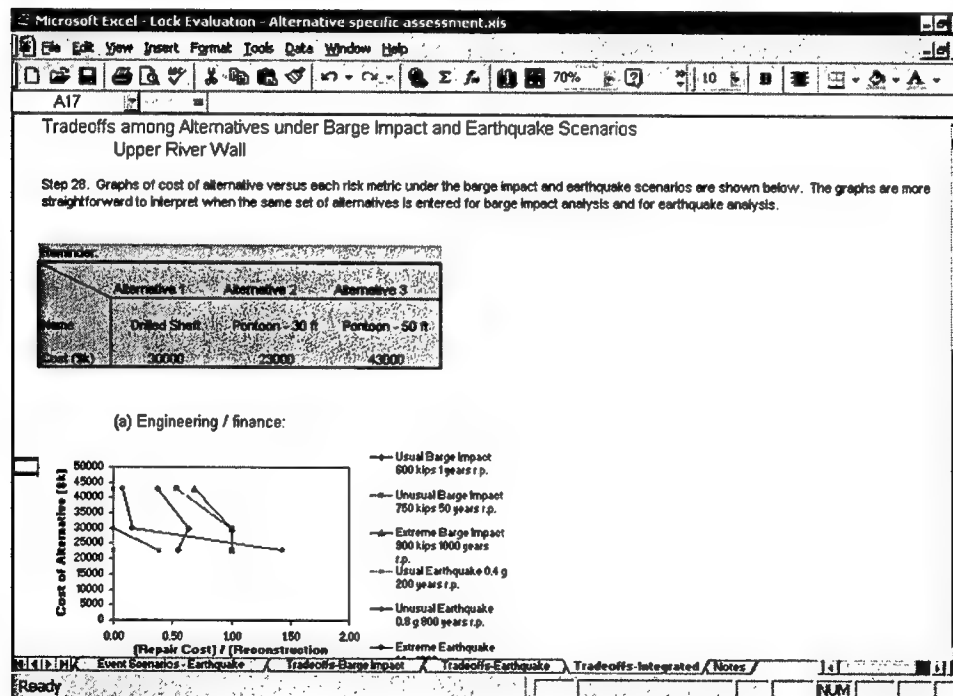 Microsoft Excel - Lock Evaluation - Alternative specific assessment.xls
File Edit View Insert Format Tools Data Window Help
70% 10 B A
A17 =
Tradeoffs among Alternatives under Barge Impact and Earthquake Scenarios
Upper River Wall
Step 28. Graphs of cost of alternative versus each risk metric under the barge impact and earthquake scenarios are shown below. The graphs are more
straightforward to interpret when the same set of alternatives is entered for barge impact analysis and for earthquake analysis.
Reminder:
Alternative 1 Alternative 2 Alternative 3
Name Drilled Shaft Pontoon - 30 ft Pontoon - 50 ft
Cost ($k) 30000 23000 43000
(a) Engineering / finance:
Cost of Alternative [$k]
50000
45000
40000
35000
30000
25000
20000
15000
10000
5000
0
0.00 0.50 1.00 1.50 2.00
[Repair Cost] / [Reconstruction
Usual Barge Impact
600 kips 1 years r.p.
Unusual Barge Impact
750 kips 50 years r.p.
Extreme Barge Impact
900 kips 1000 years
r.p.
Usual Earthquake 0.4 g
200 years r.p.
Unusual Earthquake
0.8 g 800 years r.p.
Extreme Earthquake
Event Scenarios - Earthquake Tradeoffs-Barge Impact Tradeoffs-Earthquake Tradeoffs-Integrated Notes
Ready NUM